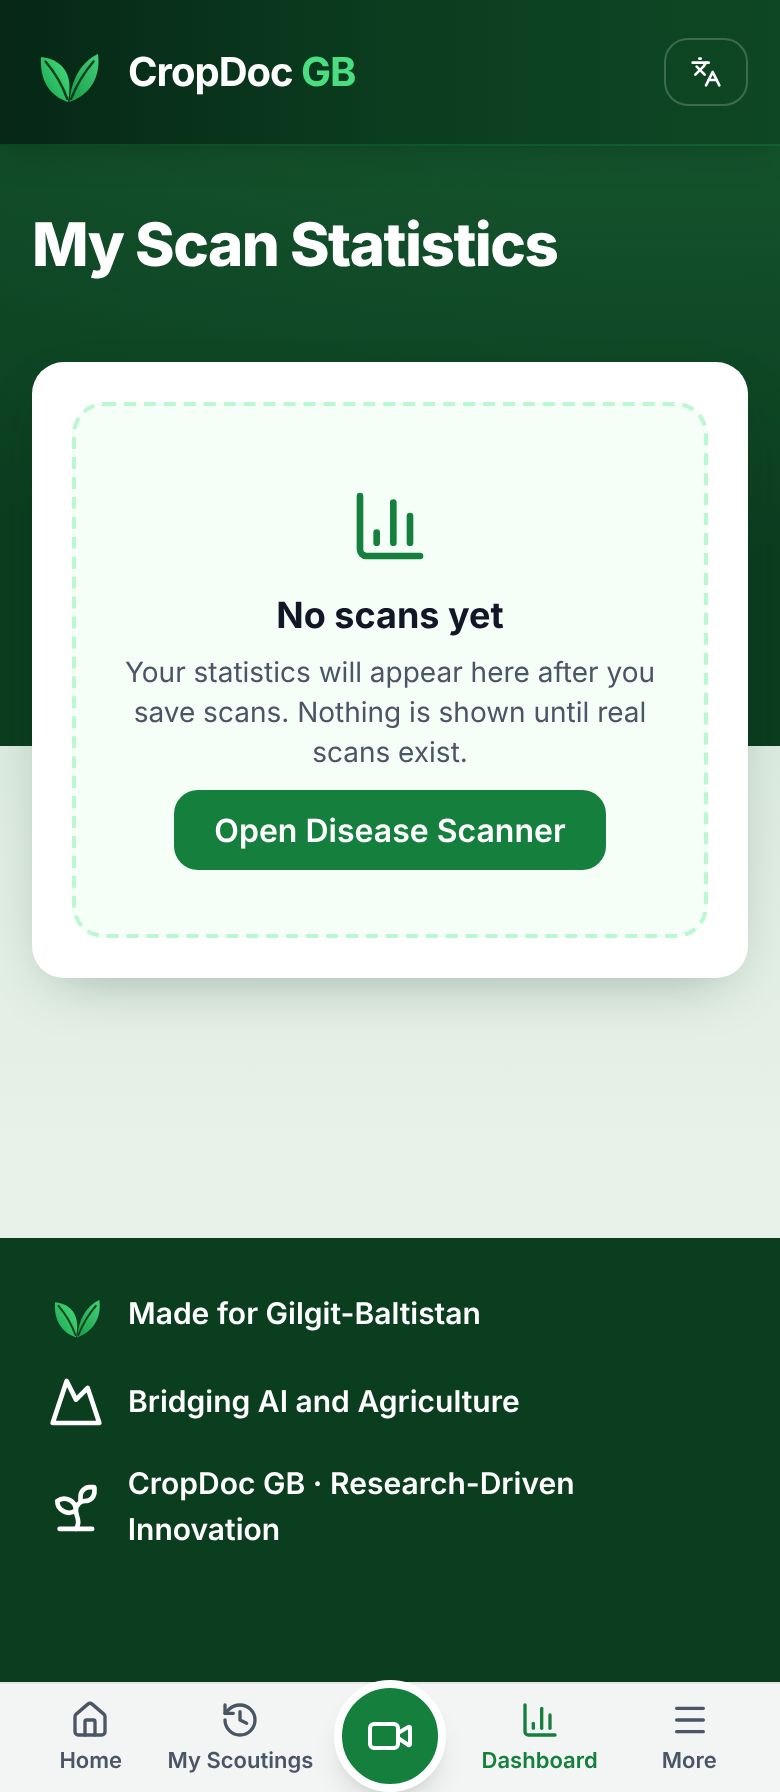 CropDoc GB
My Scan Statistics
No scans yet
Your statistics will appear here after you
save scans. Nothing is shown until real
scans exist.
Open Disease Scanner
Made for Gilgit-Baltistan
Bridging AI and Agriculture
CropDoc GB · Research-Driven
Innovation
Home
My Scoutings
Dashboard
More